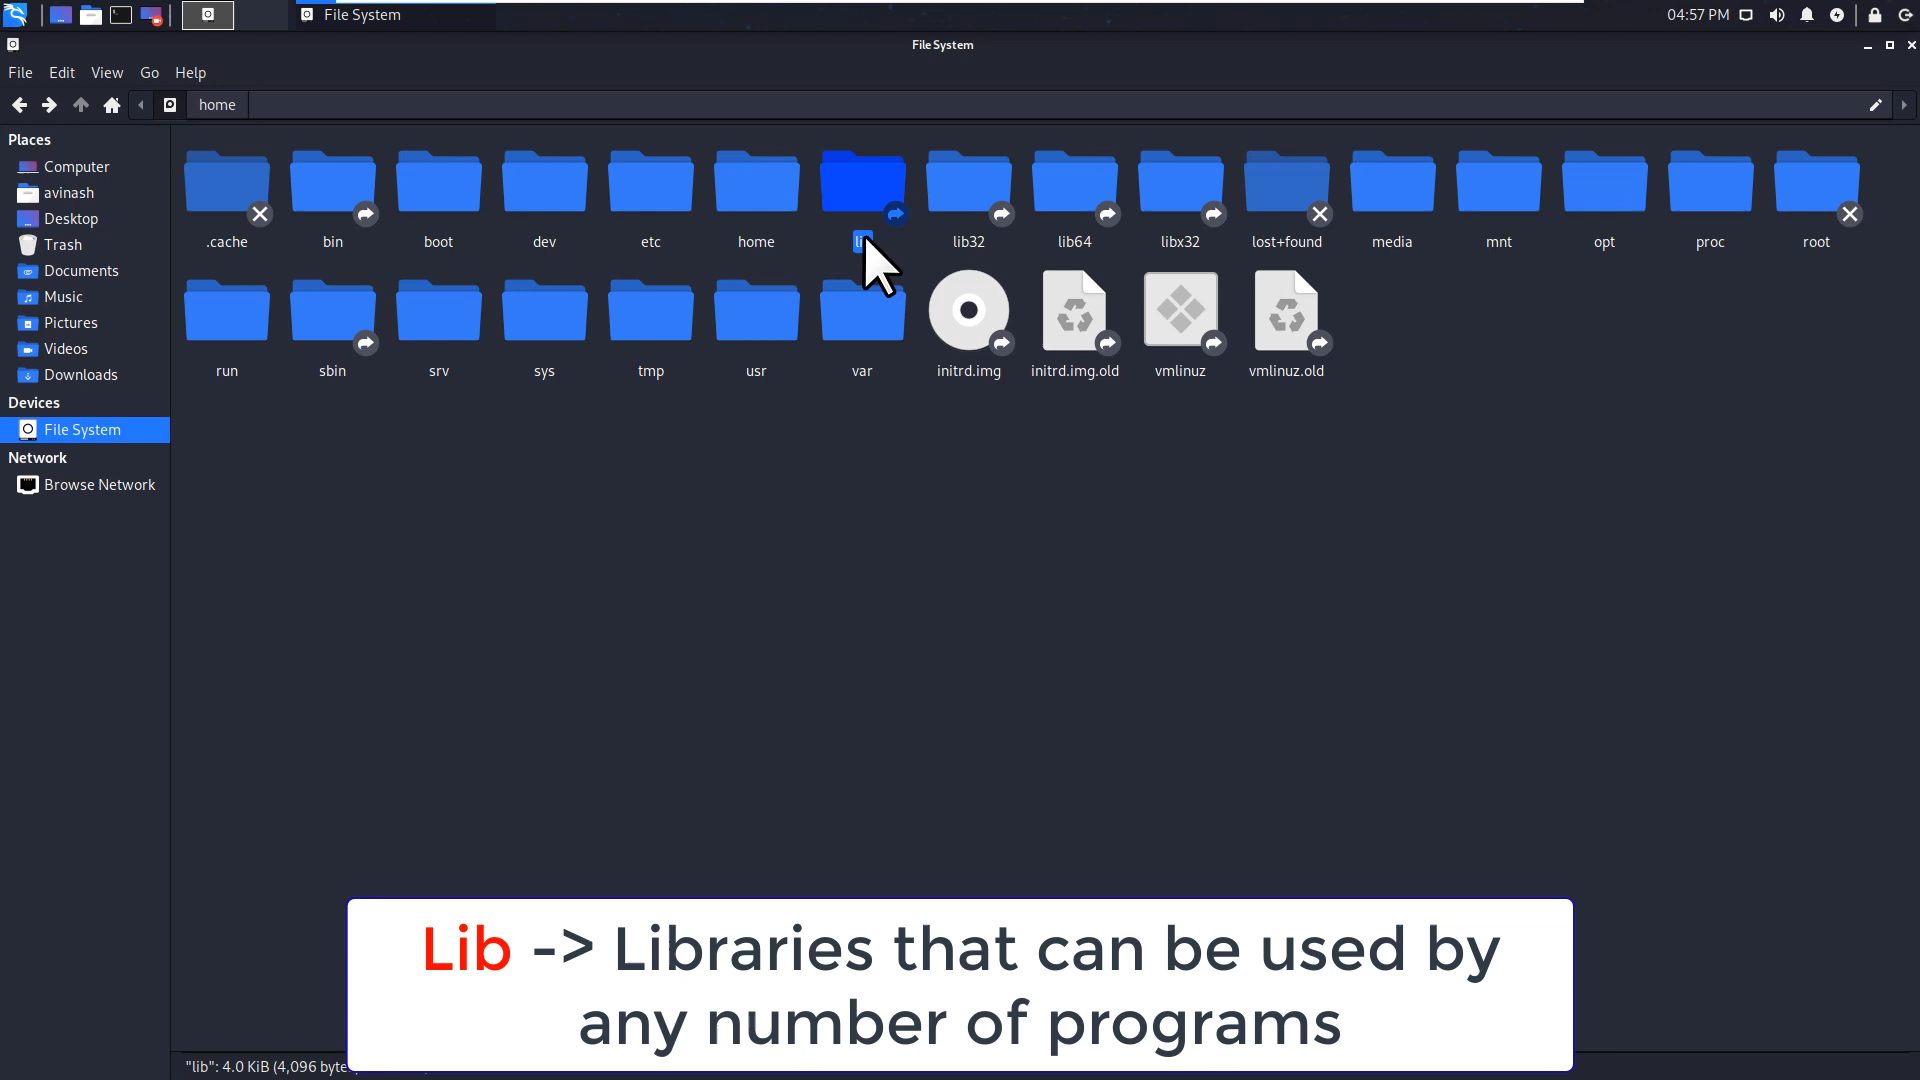 File System
04:57 PM
File System
File Edit View Go Help
home
Places
Computer
avinash
Desktop
Trash
Documents
Music
Pictures
Videos
Downloads
Devices
File System
Network
Browse Network
.cache bin boot dev etc home lib32 lib64 libx32 lost+found media mnt opt proc root
run sbin srv sys tmp usr var initrd.img initrd.img.old vmlinuz vmlinuz.old
Lib -> Libraries that can be used by
any number of programs
"lib": 4.0 KiB (4,096 byte